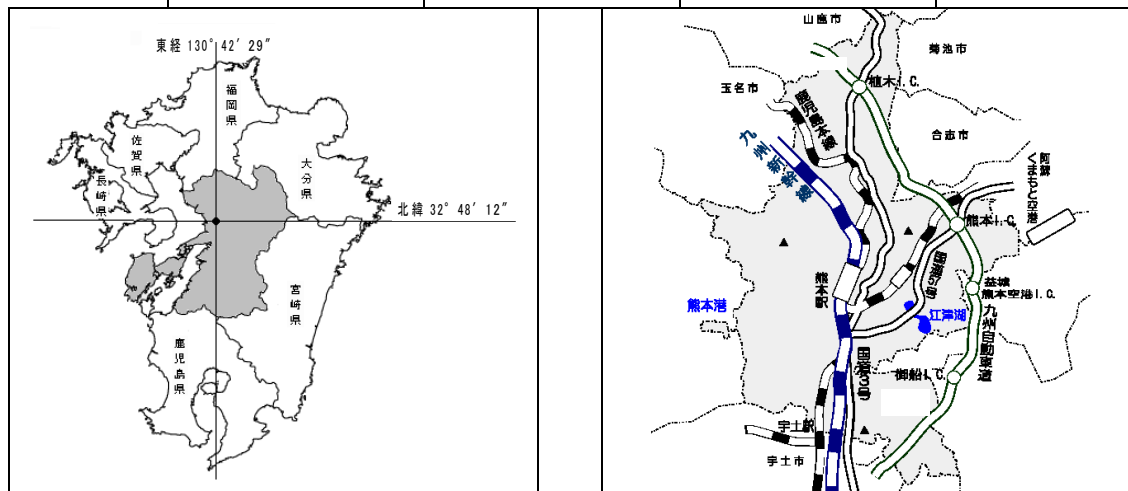 東経 130° 42′ 29″
福岡県
佐賀県
長崎県
大分県
北緯 32° 48′ 12″
宮崎県
鹿児島県
山鹿市
菊池市
植木I.C.
玉名市
鹿児島本線
合志市
九州新幹線
阿蘇
くまもと空港
熊本I.C.
国道57号
熊本駅
益城
熊本空港I.C.
熊本港
江津湖
九州自動車道
国道3号
御船I.C.
宇土駅
宇土市